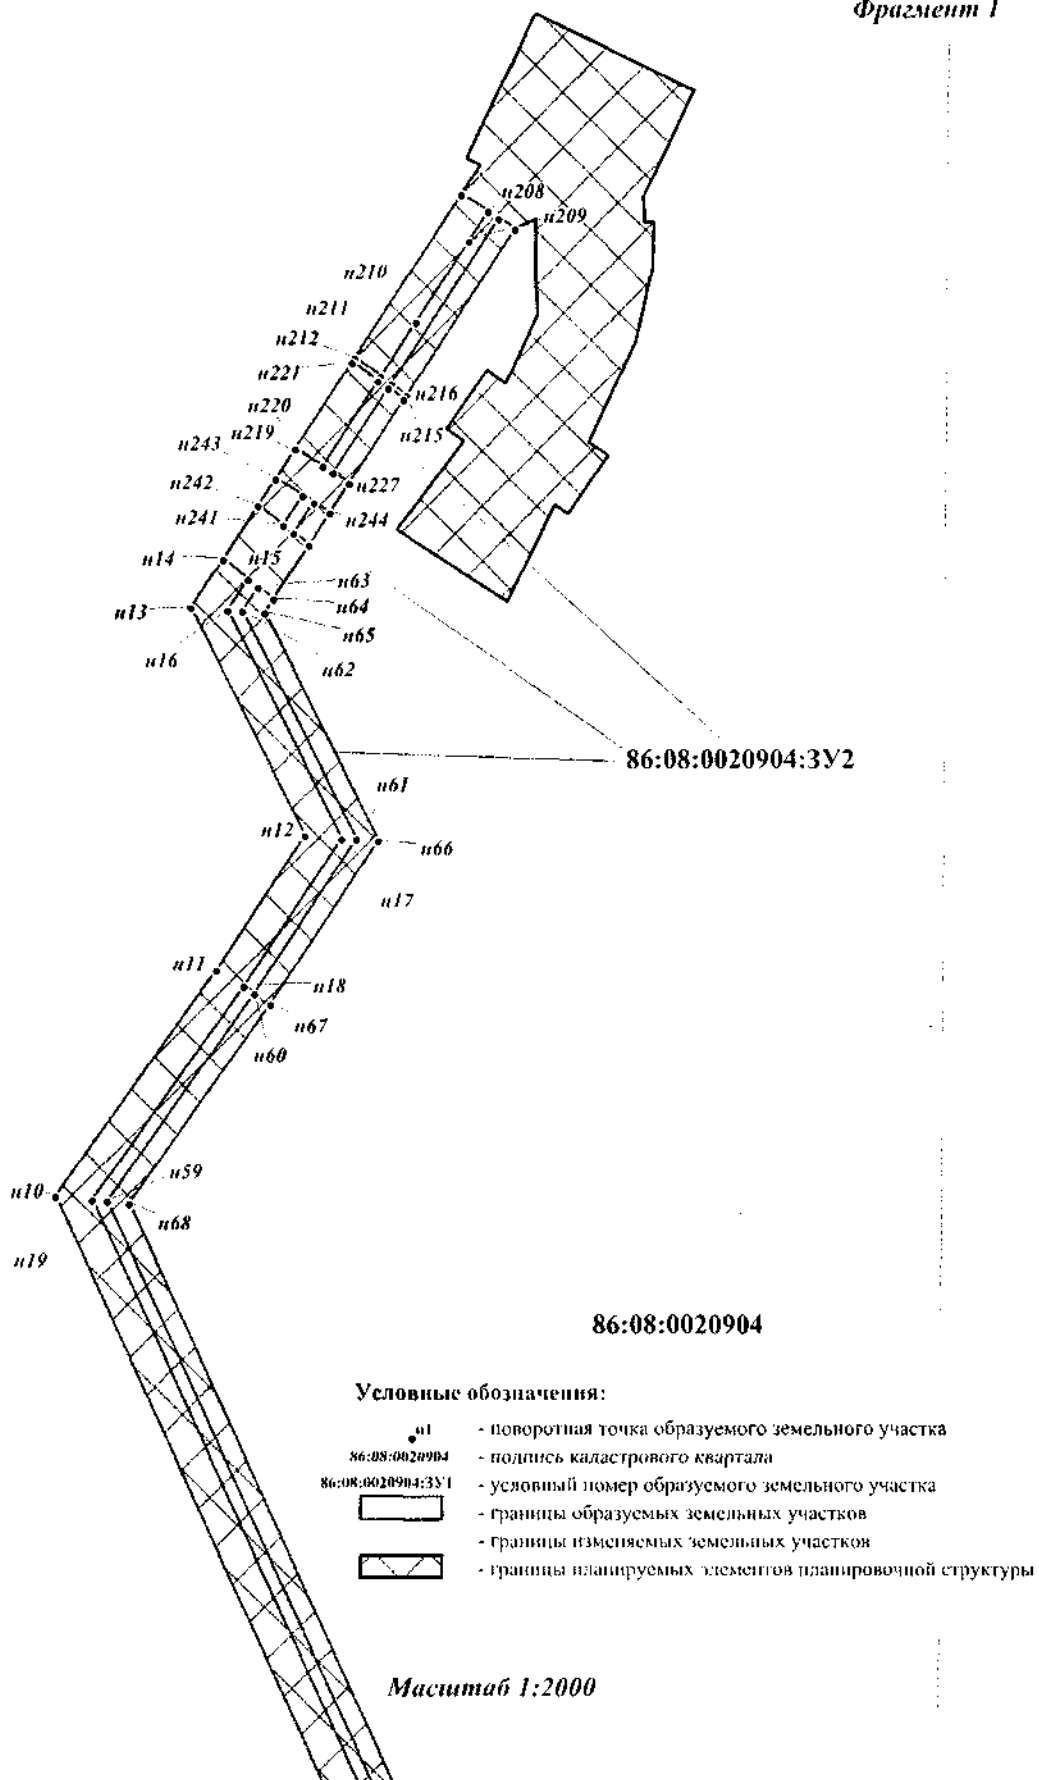 Фрагмент 1
н208
н209
н210
н211
н212
н221
н216
н220
н215
н219
н243
н227
н242
н244
н241
н14
н15
н63
н13
н64
н65
н16
н62
86:08:0020904:ЗУ2
н61
н12
н66
н17
н11
н18
н67
н60
н59
н10
н68
н19
86:08:0020904
Условные обозначения:
н1 - поворотная точка образуемого земельного участка
86:08:0020904 - подпись кадастрового квартала
86:08:0020904:ЗУ1 - условный номер образуемого земельного участка
- границы образуемых земельных участков
- границы изменяемых земельных участков
- границы планируемых элементов планировочной структуры
Масштаб 1:2000